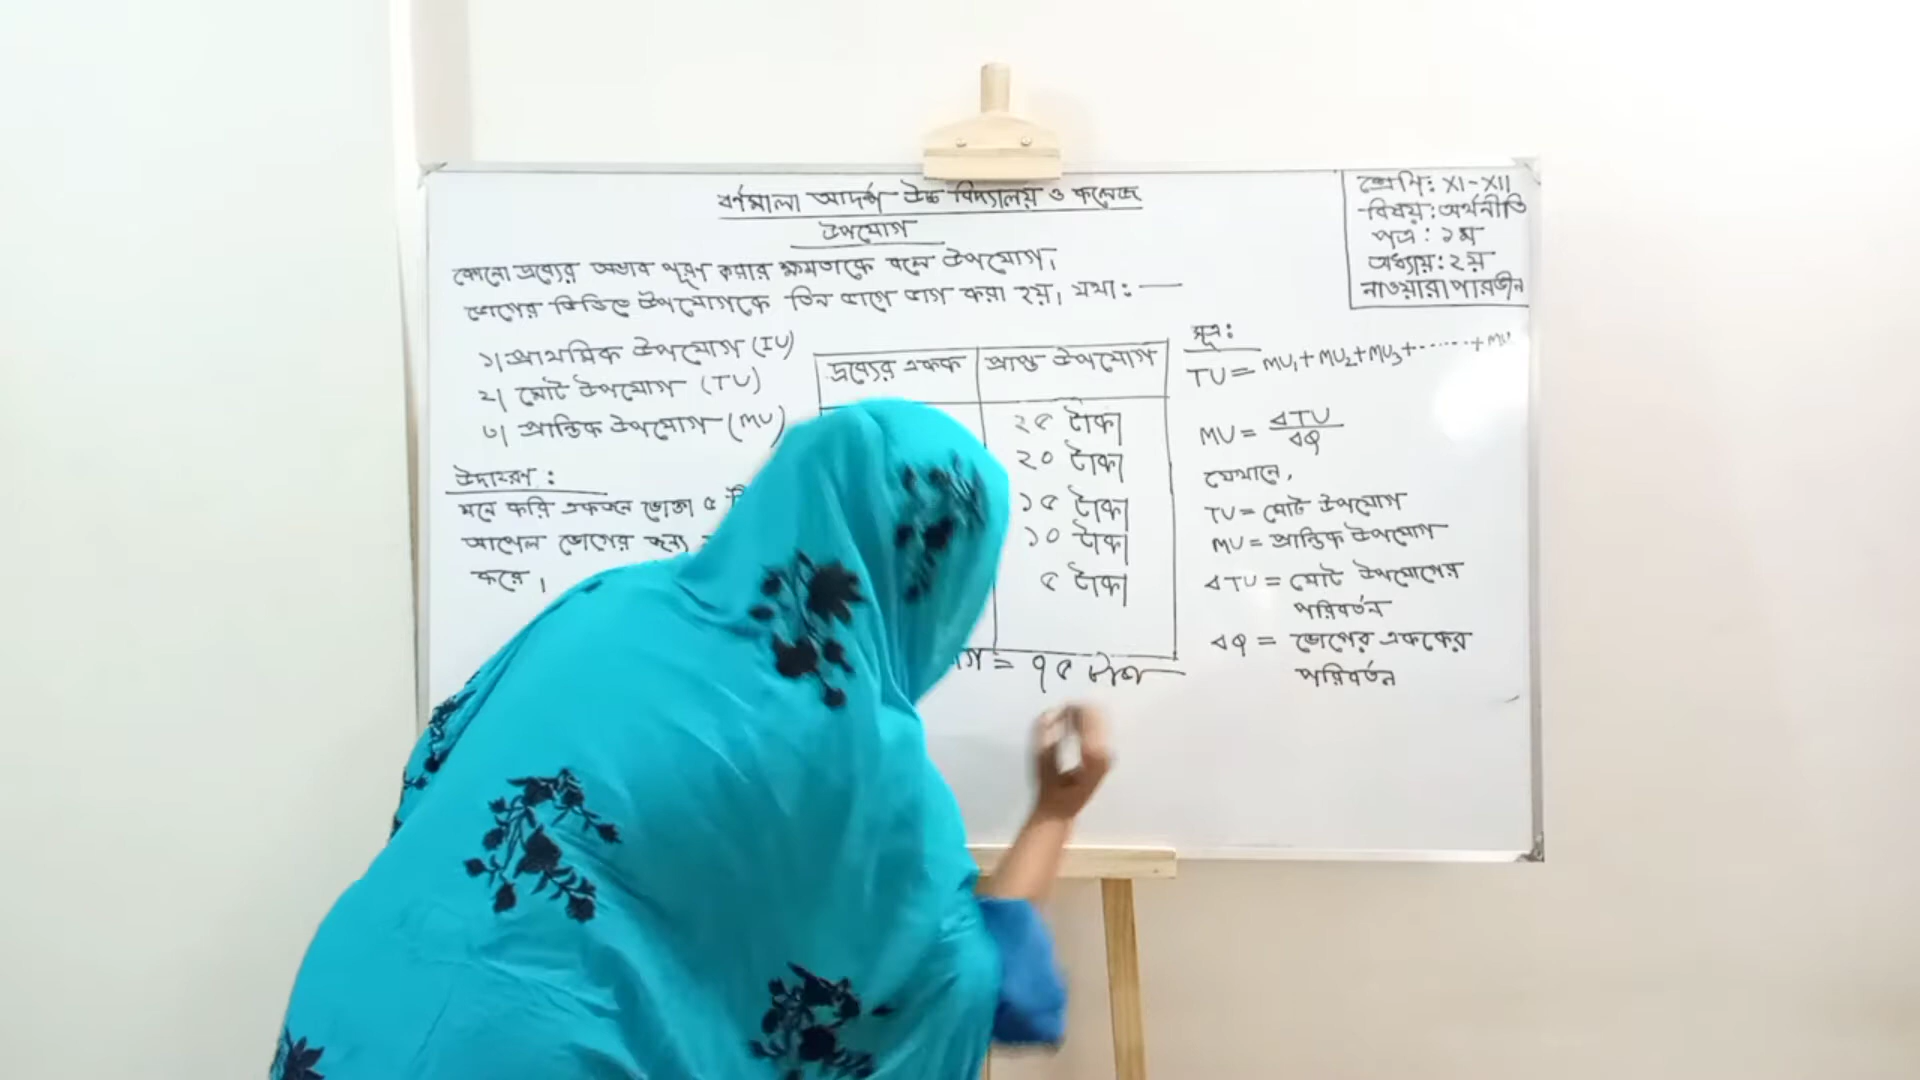 বর্ণমালা আদর্শ উচ্চ বিদ্যালয় ও কলেজ
উপযোগ
কোনো দ্রব্যের অভাব পূরণ করার ক্ষমতাকে বলে উপযোগ।
ভোগের ভিত্তিতে উপযোগকে তিন ভাগে ভাগ করা হয়। যথা: —
১। প্রাথমিক উপযোগ (IU)
২। মোট উপযোগ (TU)
৩। প্রান্তিক উপযোগ (MU)
উদাহরণ :
মনে করি একজন ভোক্তা ৫
আপেল ভোগের জন্য
করে।
দ্রব্যের একক প্রাপ্ত উপযোগ
২৫ টাকা
২০ টাকা
১৫ টাকা
১০ টাকা
৫ টাকা
= ৭৫ টাকা
শ্রেণি: XI-XII
বিষয়: অর্থনীতি
পত্র: ১ম
অধ্যায়: ২য়
নাওয়ারা পারভীন
সূত্র:
TU = MU₁ + MU₂ + MU₃ + ...... + MU
MU = ΔTU / ΔQ
যেখানে,
TU = মোট উপযোগ
MU = প্রান্তিক উপযোগ
ΔTU = মোট উপযোগের
পরিবর্তন
ΔQ = ভোগের এককের
পরিবর্তন